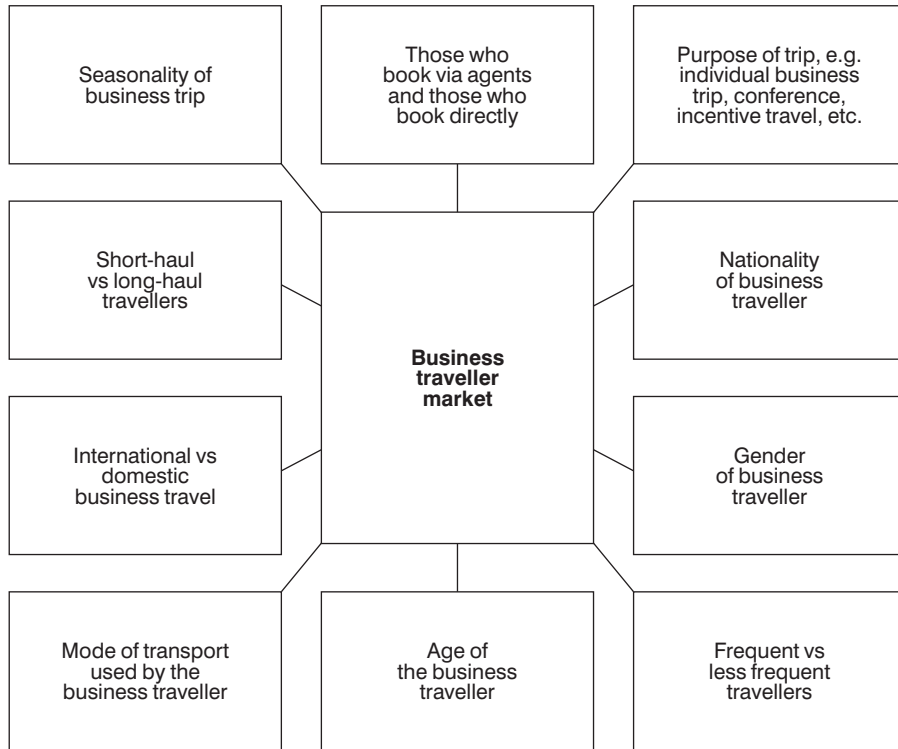 Seasonality of
business trip
Those who
book via agents
and those who
book directly
Purpose of trip, e.g.
individual business
trip, conference,
incentive travel, etc.
Short-haul
vs long-haul
travellers
Business
traveller
market
Nationality
of business
traveller
International vs
domestic
business travel
Gender
of business
traveller
Mode of transport
used by the
business traveller
Age of
the business
traveller
Frequent vs
less frequent
travellers